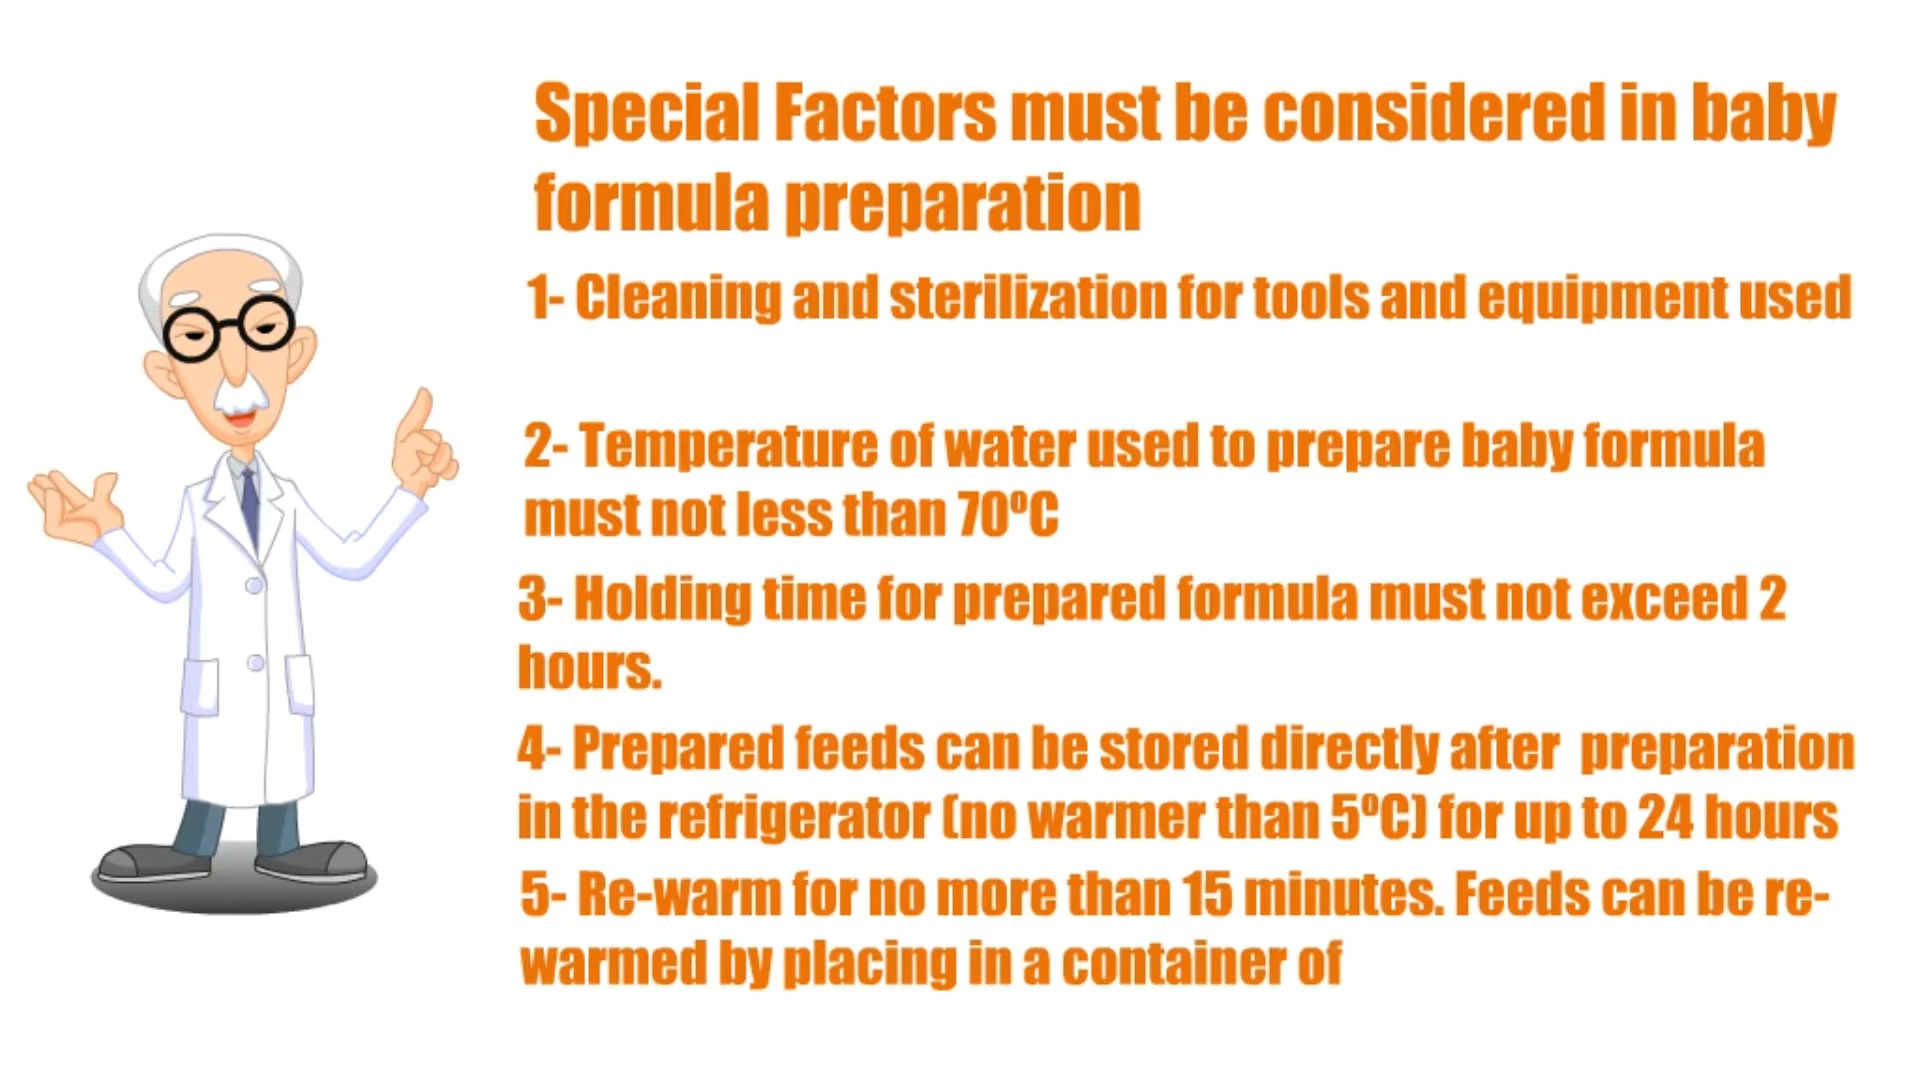 Special Factors must be considered in baby
formula preparation
1- Cleaning and sterilization for tools and equipment used
2- Temperature of water used to prepare baby formula
must not less than 70ºC
3- Holding time for prepared formula must not exceed 2
hours.
4- Prepared feeds can be stored directly after preparation
in the refrigerator (no warmer than 5ºC) for up to 24 hours
5- Re-warm for no more than 15 minutes. Feeds can be re-
warmed by placing in a container of